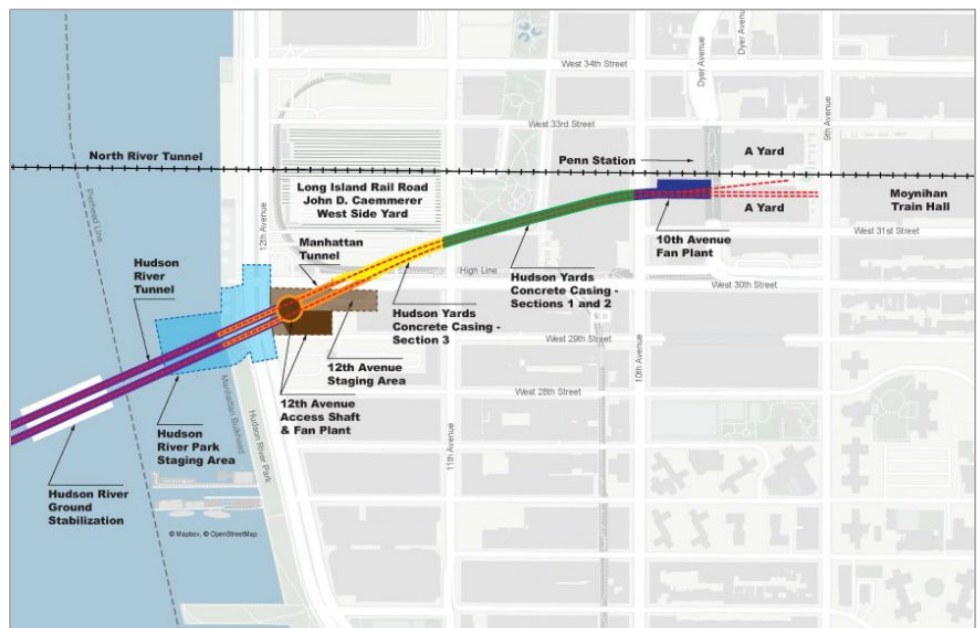 Dyer Avenue
Dyer Avenue
West 34th Street
9th Avenue
West 33rd Street
North River Tunnel
Penn Station
A Yard
Long Island Rail Road
John D. Caemmerer
West Side Yard
A Yard
Moynihan
Train Hall
Pierhead Line
12th Avenue
West 31st Street
Manhattan
Tunnel
10th Avenue
Fan Plant
Hudson
River
Tunnel
High Line
Hudson Yards
Concrete Casing -
Sections 1 and 2
West 30th Street
Hudson Yards
Concrete Casing -
Section 3
West 29th Street
12th Avenue
Staging Area
10th Avenue
West 28th Street
12th Avenue
Access Shaft
& Fan Plant
Manhattan Bulkhead
Hudson River Park
Hudson
River Park
Staging Area
11th Avenue
Hudson River
Ground
Stabilization
© Mapbox, © OpenStreetMap